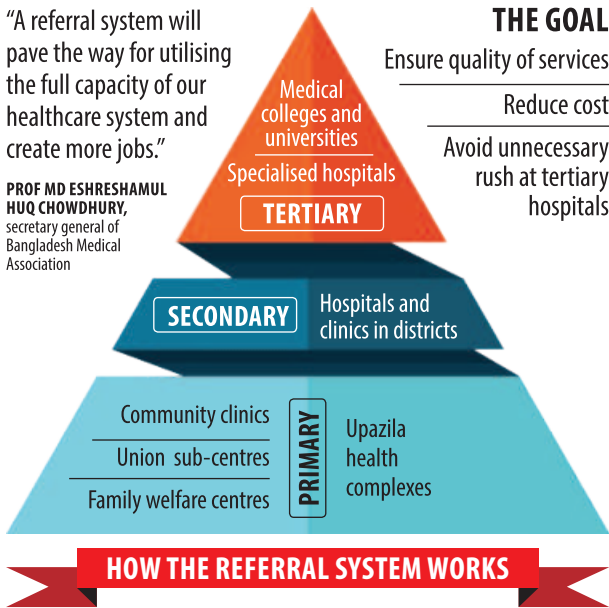 “A referral system will
pave the way for utilising
the full capacity of our
healthcare system and
create more jobs.”
PROF MD ESHRESHAMUL
HUQ CHOWDHURY,
secretary general of
Bangladesh Medical
Association
THE GOAL
Ensure quality of services
Reduce cost
Avoid unnecessary
rush at tertiary
hospitals
Medical
colleges and
universities
Specialised hospitals
TERTIARY
SECONDARY
Hospitals and
clinics in districts
Community clinics
Union sub-centres
Family welfare centres
PRIMARY
Upazila
health
complexes
HOW THE REFERRAL SYSTEM WORKS